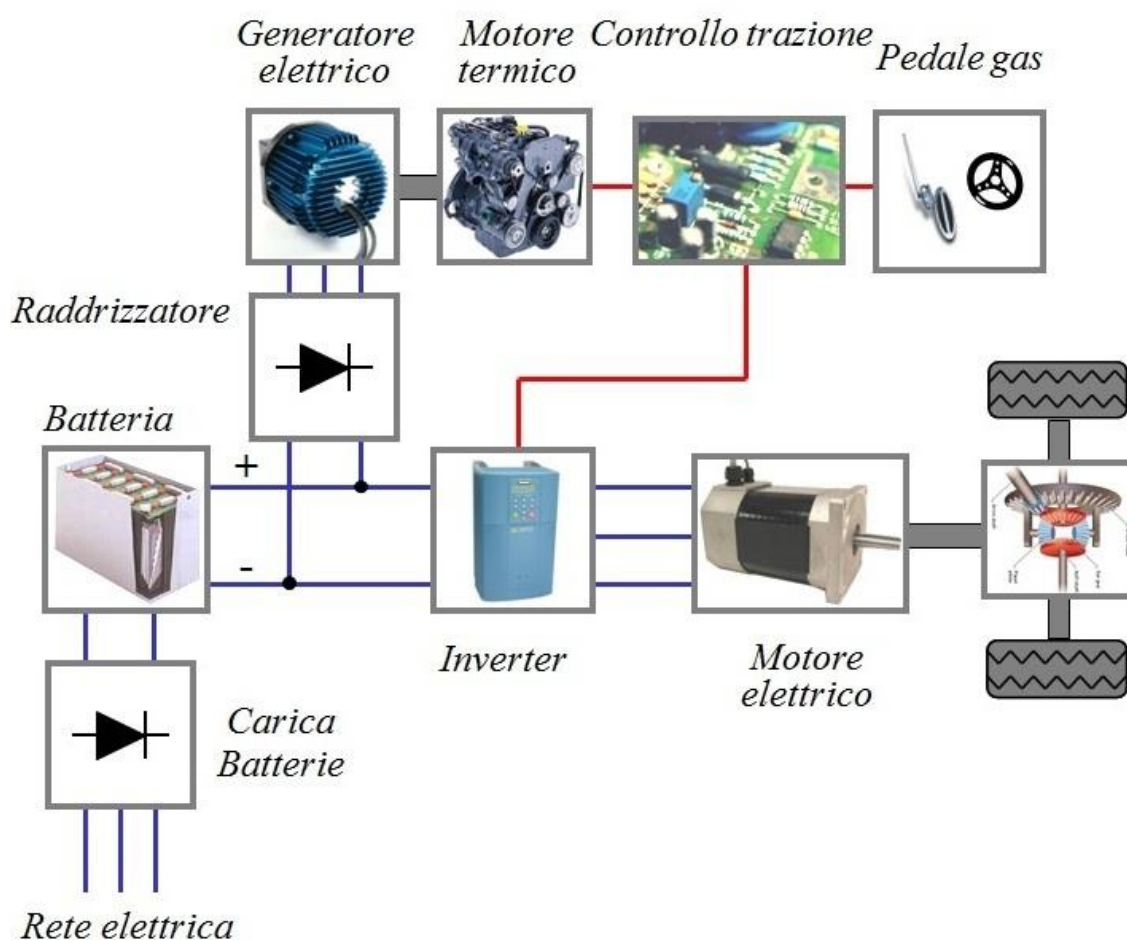 Generatore
elettrico
Motore
termico
Controllo trazione
Pedale gas
Raddrizzatore
Batteria
+
-
Inverter
Motore
elettrico
Carica
Batterie
Rete elettrica